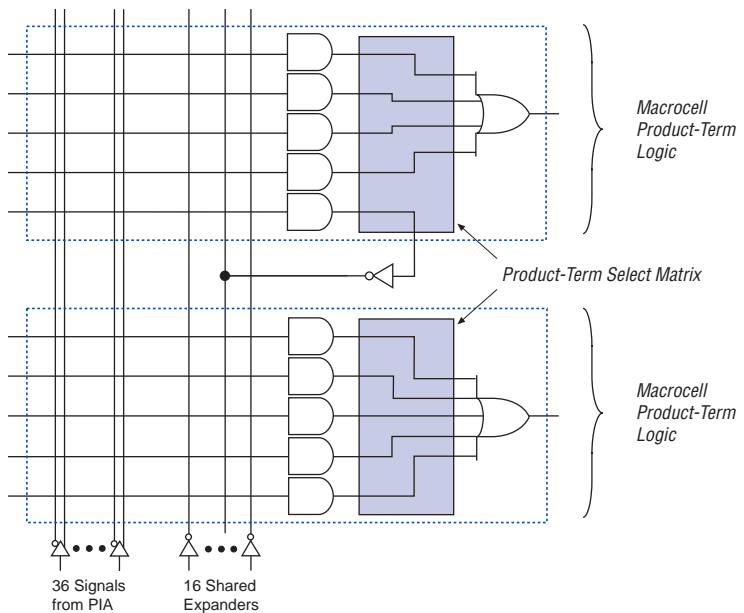 Macrocell
Product-Term
Logic
Product-Term Select Matrix
Macrocell
Product-Term
Logic
36 Signals
from PIA
16 Shared
Expanders